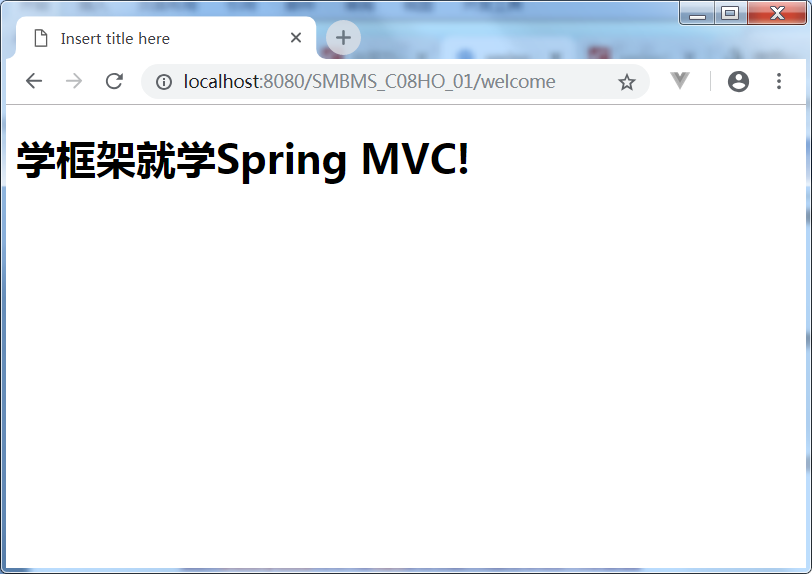 Insert title here
localhost:8080/SMBMS_C08HO_01/welcome
学框架就学Spring MVC!